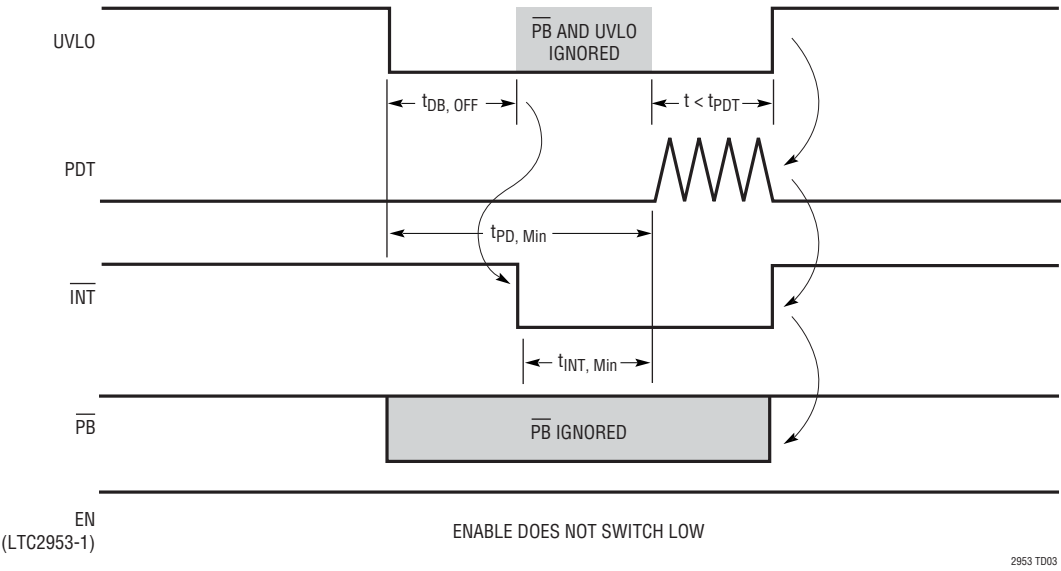 UVLO
PB AND UVLO
IGNORED
tDB, OFF
t < tPDT
PDT
tPD, Min
INT
tINT, Min
PB
PB IGNORED
EN
(LTC2953-1)
ENABLE DOES NOT SWITCH LOW
2953 TD03